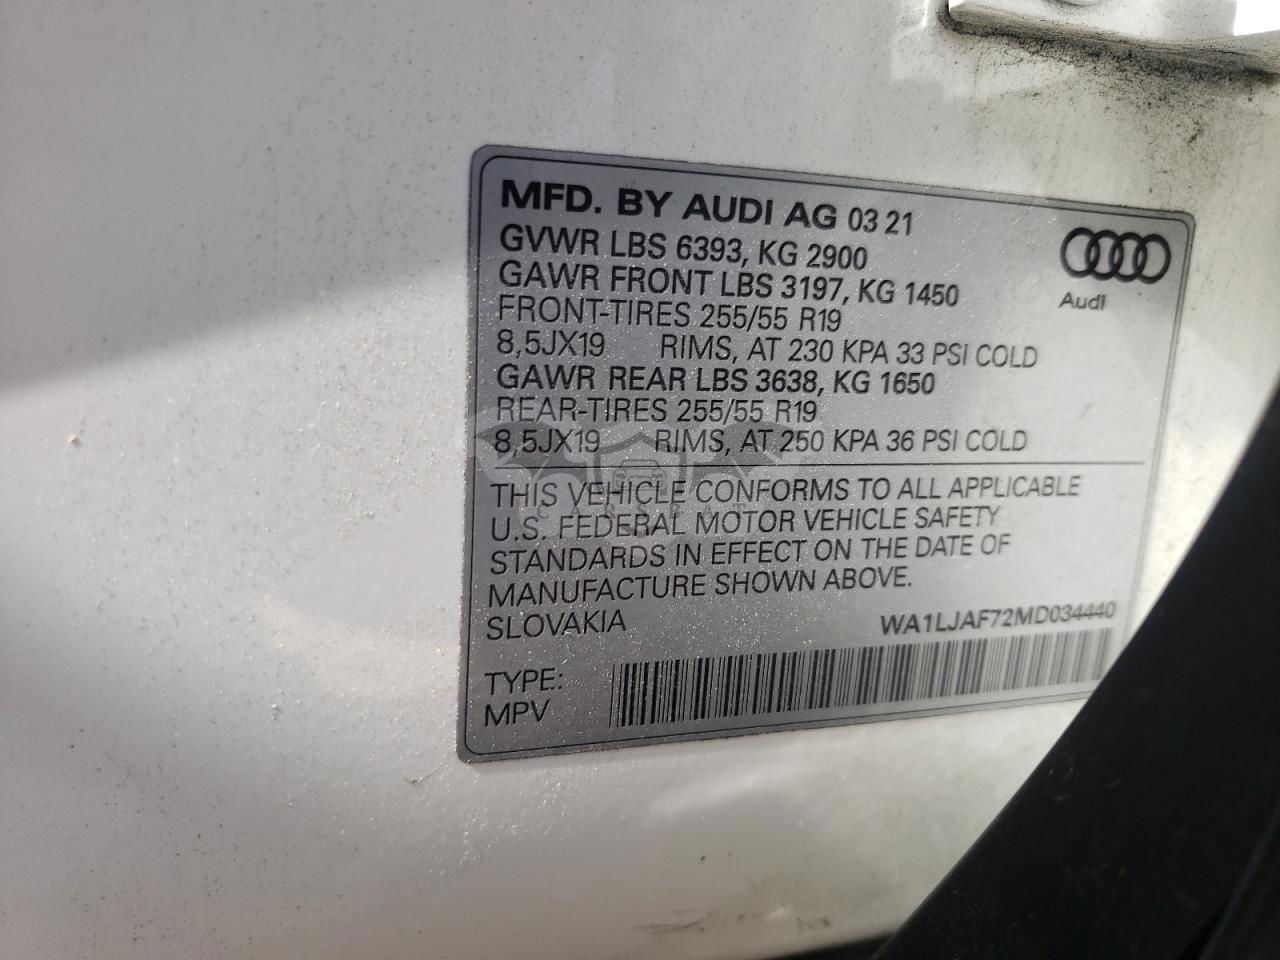 MFD. BY AUDI AG 03 21
GVWR LBS 6393, KG 2900
GAWR FRONT LBS 3197, KG 1450
FRONT-TIRES 255/55 R19
8,5JX19 RIMS, AT 230 KPA 33 PSI COLD
GAWR REAR LBS 3638, KG 1650
REAR-TIRES 255/55 R19
8,5JX19 RIMS, AT 250 KPA 36 PSI COLD
Audi
THIS VEHICLE CONFORMS TO ALL APPLICABLE
U.S. FEDERAL MOTOR VEHICLE SAFETY
STANDARDS IN EFFECT ON THE DATE OF
MANUFACTURE SHOWN ABOVE.
SLOVAKIA WA1LJAF72MD034440
TYPE:
MPV